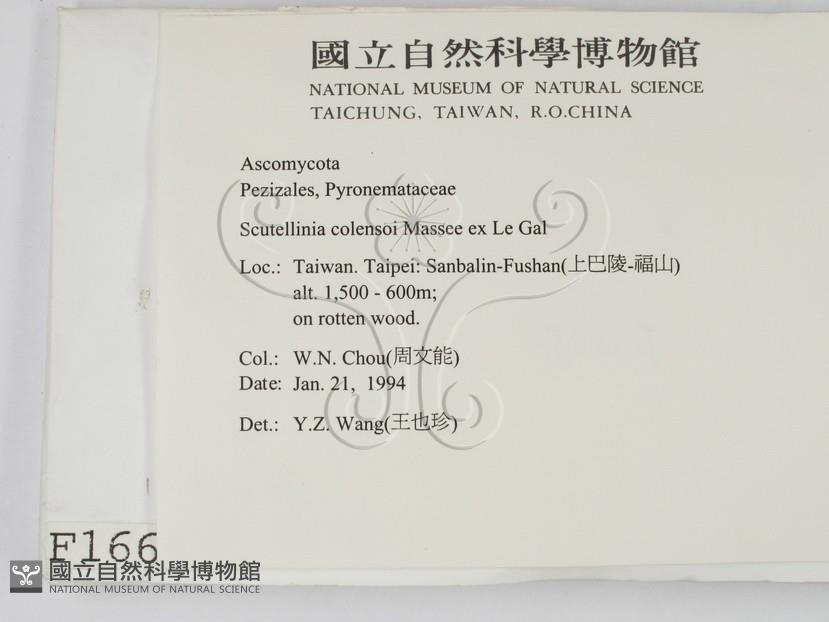 國立自然科學博物館
NATIONAL MUSEUM OF NATURAL SCIENCE
TAICHUNG, TAIWAN, R.O.CHINA
Ascomycota
Pezizales, Pyronemataceae
Scutellinia colensoi Massee ex Le Gal
Loc.: Taiwan. Taipei: Sanbalin-Fushan(上巴陵-福山)
alt. 1,500 - 600m;
on rotten wood.
Col.: W.N. Chou(周文能)
Date: Jan. 21, 1994
Det.: Y.Z. Wang(王也珍)
F166
國立自然科學博物館
NATIONAL MUSEUM OF NATURAL SCIENCE